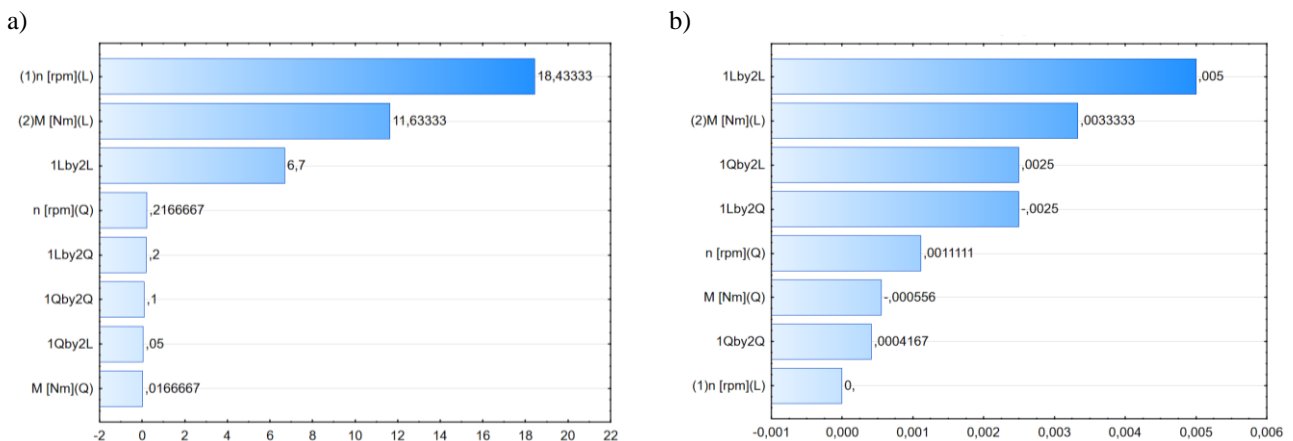 a)
(1)n [rpm](L)
18,43333
(2)M [Nm](L)
11,63333
1Lby2L
6,7
n [rpm](Q)
,2166667
1Lby2Q
,2
1Qby2Q
,1
1Qby2L
,05
M [Nm](Q)
,0166667
-2 0 2 4 6 8 10 12 14 16 18 20 22
b)
1Lby2L
,005
(2)M [Nm](L)
,0033333
1Qby2L
,0025
1Lby2Q
-,0025
n [rpm](Q)
,0011111
M [Nm](Q)
-,000556
1Qby2Q
,0004167
(1)n [rpm](L)
0,
-0,001 0,000 0,001 0,002 0,003 0,004 0,005 0,006